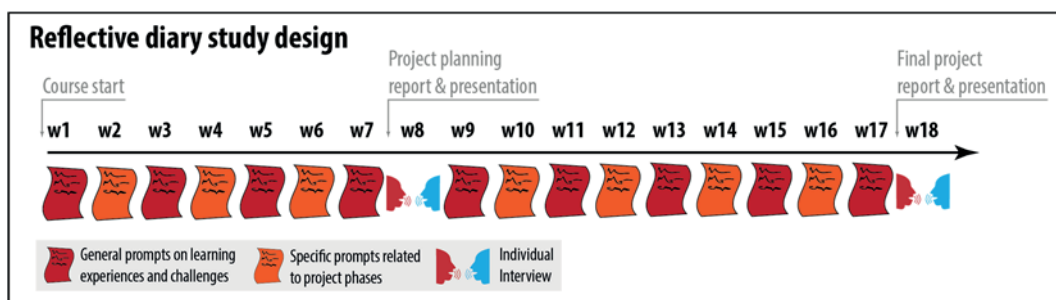 Reflective diary study design
Course start
Project planning
report & presentation
Final project
report & presentation
w1 w2 w3 w4 w5 w6 w7 w8 w9 w10 w11 w12 w13 w14 w15 w16 w17 w18
General prompts on learning
experiences and challenges
Specific prompts related
to project phases
Individual
Interview